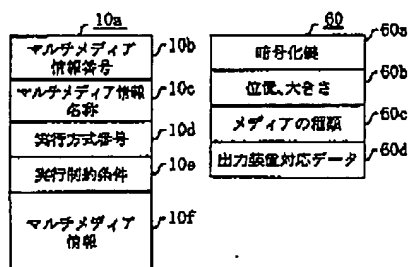 10a
マルチメディア
情報番号
10b
マルチメディア情報
名称
10c
実行方式番号
10d
実行制約条件
10e
マルチメディア
情報
10f
60
暗号化鍵
60a
位置、大きさ
60b
メディアの種類
60c
出力装置対応データ
60d